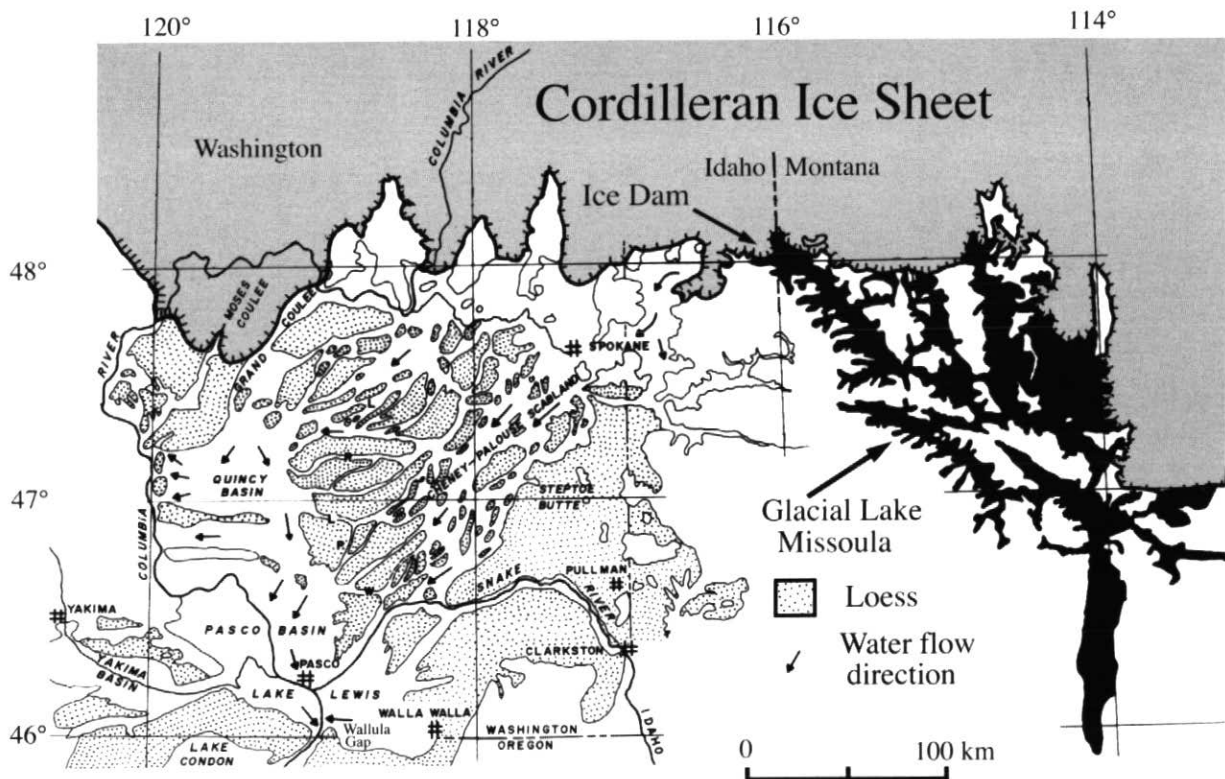 120°
118°
116°
114°
Cordilleran Ice Sheet
Washington
COLUMBIA RIVER
Idaho
Montana
Ice Dam
48°
MOSES
COULEE
GRAND COULEE
RIVER
SPOKANE
CHENEY-PALOUSE SCABLAND
QUINCY
BASIN
47°
STEPTOE
BUTTE
Glacial Lake
Missoula
COLUMBIA
R
L
P
W
SNAKE RIVER
PULLMAN
Loess
YAKIMA
PASCO BASIN
Water flow
direction
YAKIMA
BASIN
PASCO
CLARKSTON
LAKE LEWIS
WALLA WALLA
Wallula
Gap
WASHINGTON
OREGON
IDAHO
46°
LAKE
CONDON
0
100 km